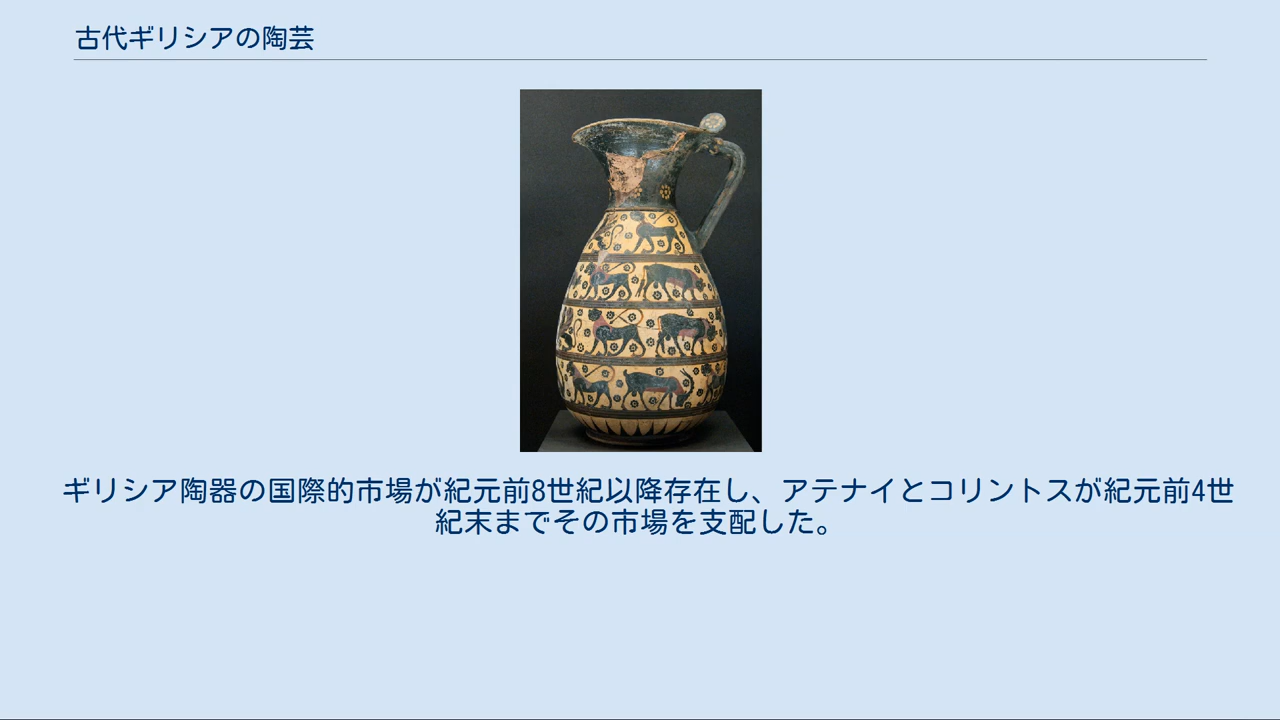 古代ギリシアの陶芸
ギリシア陶器の国際的市場が紀元前8世紀以降存在し、アテナイとコリントスが紀元前4世
紀末までその市場を支配した。